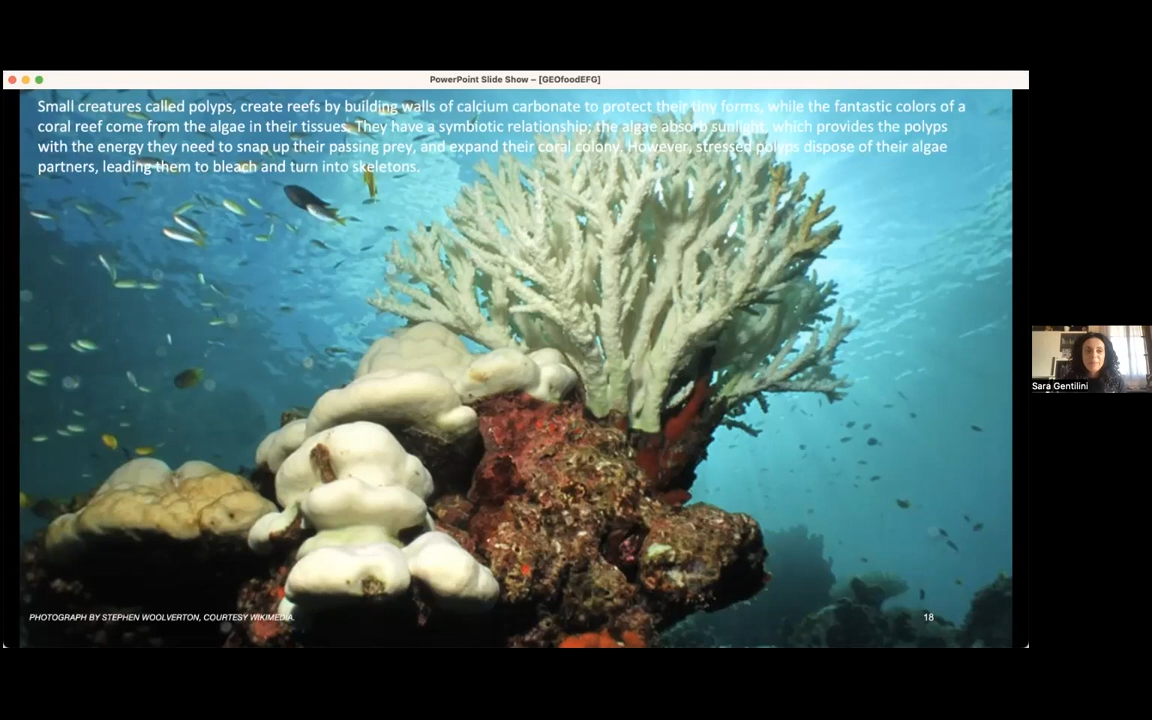 PowerPoint Slide Show – [GEOfoodEFG]
Small creatures called polyps, create reefs by building walls of calcium carbonate to protect their tiny forms, while the fantastic colors of a
coral reef come from the algae in their tissues. They have a symbiotic relationship; the algae absorb sunlight, which provides the polyps
with the energy they need to snap up their passing prey, and expand their coral colony. However, stressed polyps dispose of their algae
partners, leading them to bleach and turn into skeletons.
Sara Gentilini
PHOTOGRAPH BY STEPHEN WOOLVERTON, COURTESY WIKIMEDIA.
18